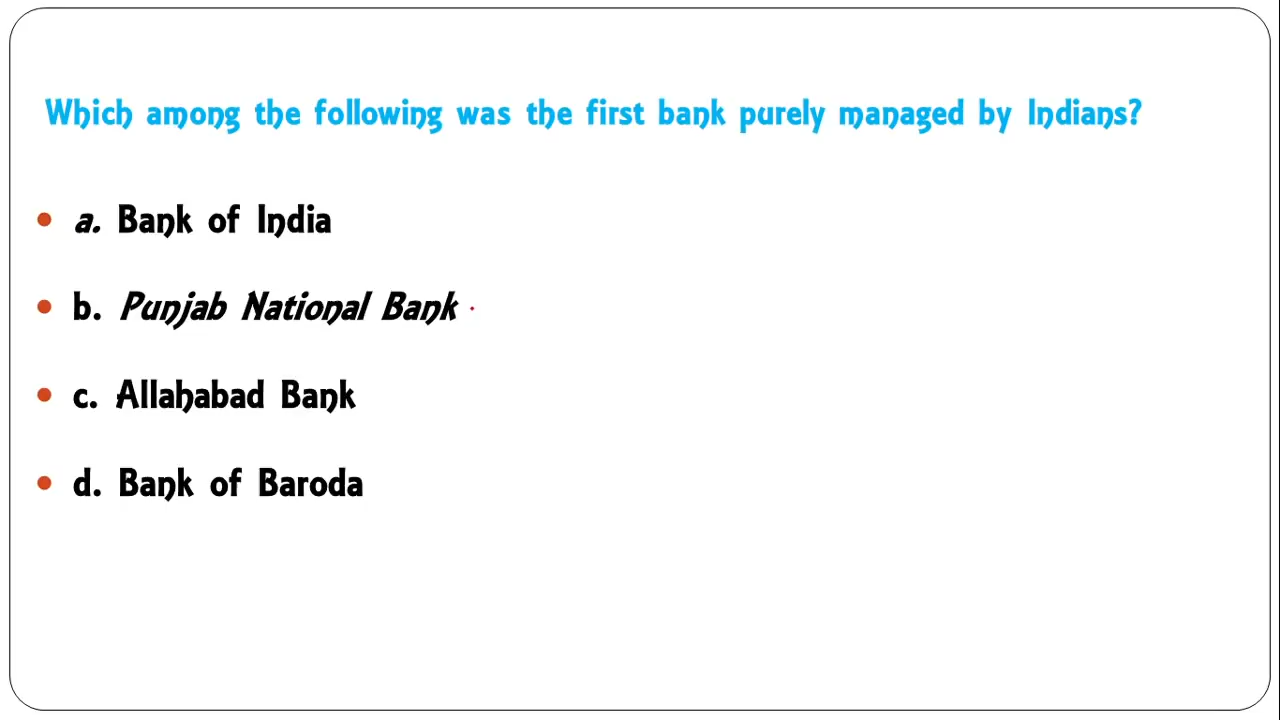 Which among the following was the first bank purely managed by Indians?
a. Bank of India
b. Punjab National Bank
c. Allahabad Bank
d. Bank of Baroda